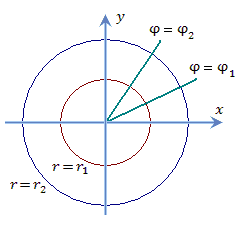 y
φ = φ₂
φ = φ₁
x
r = r₁
r = r₂